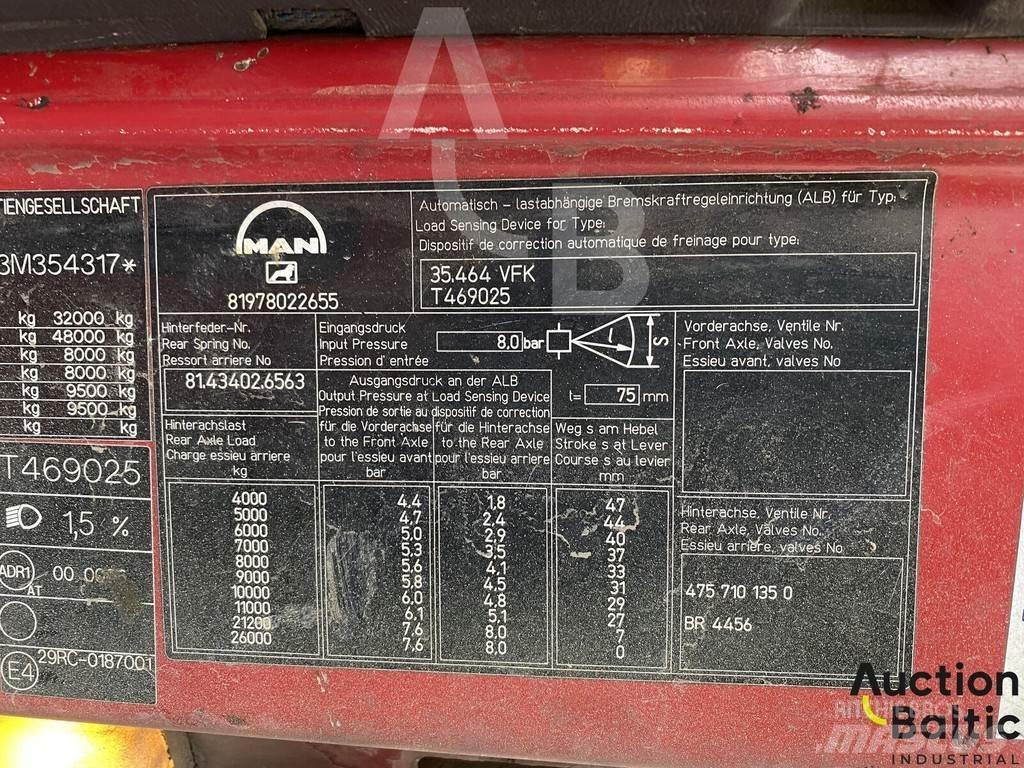 TIENGESELLSCHAFT
3M354317*
kg 32000 kg
kg 48000 kg
kg 8000 kg
kg 8000 kg
kg 9500 kg
kg 9500 kg
kg kg
T469025
1,5 %
ADR1 00
AT
E4 29RC-0187001
MAN
81978022655
Automatisch – lastabhängige Bremskraftregeleinrichtung (ALB) für Typ:
Load Sensing Device for Type:
Dispositif de correction automatique de freinage pour type:
35.464 VFK
T469025
Hinterfeder-Nr.
Rear Spring No.
Ressort arriere No
81.43402.6563
Eingangsdruck
Input Pressure 8,0 bar
Pression d' entrée
L S
t= 75 mm
Ausgangsdruck an der ALB
Output Pressure at Load Sensing Device
Pression de sortie au dispositif de correction
Hinterachslast
Rear Axle Load
Charge essieu arriere
kg
für die Vorderachse
to the Front Axle
pour l'essieu avant
bar
für die Hinterachse
to the Rear Axle
pour l'essieu arriere
bar
Weg s am Hebel
Stroke s at Lever
Course s au levier
mm
4000 4.4 1.8 47
5000 4.7 2.4 44
6000 5.0 2.9 40
7000 5.3 3.5 37
8000 5.6 4.1 33
9000 5.8 4.5 31
10000 6.0 4.8 29
11000 6.1 5.1 27
21200 7.6 8.0 7
26000 7.6 8.0 0
Vorderachse, Ventile Nr.
Front Axle, Valves No.
Essieu avant, valves No
Hinterachse, Ventile Nr.
Rear Axle, Valves No.
Essieu arriere, valves No
475 710 135 0
BR 4456
AB
Auction
Baltic
INDUSTRIAL